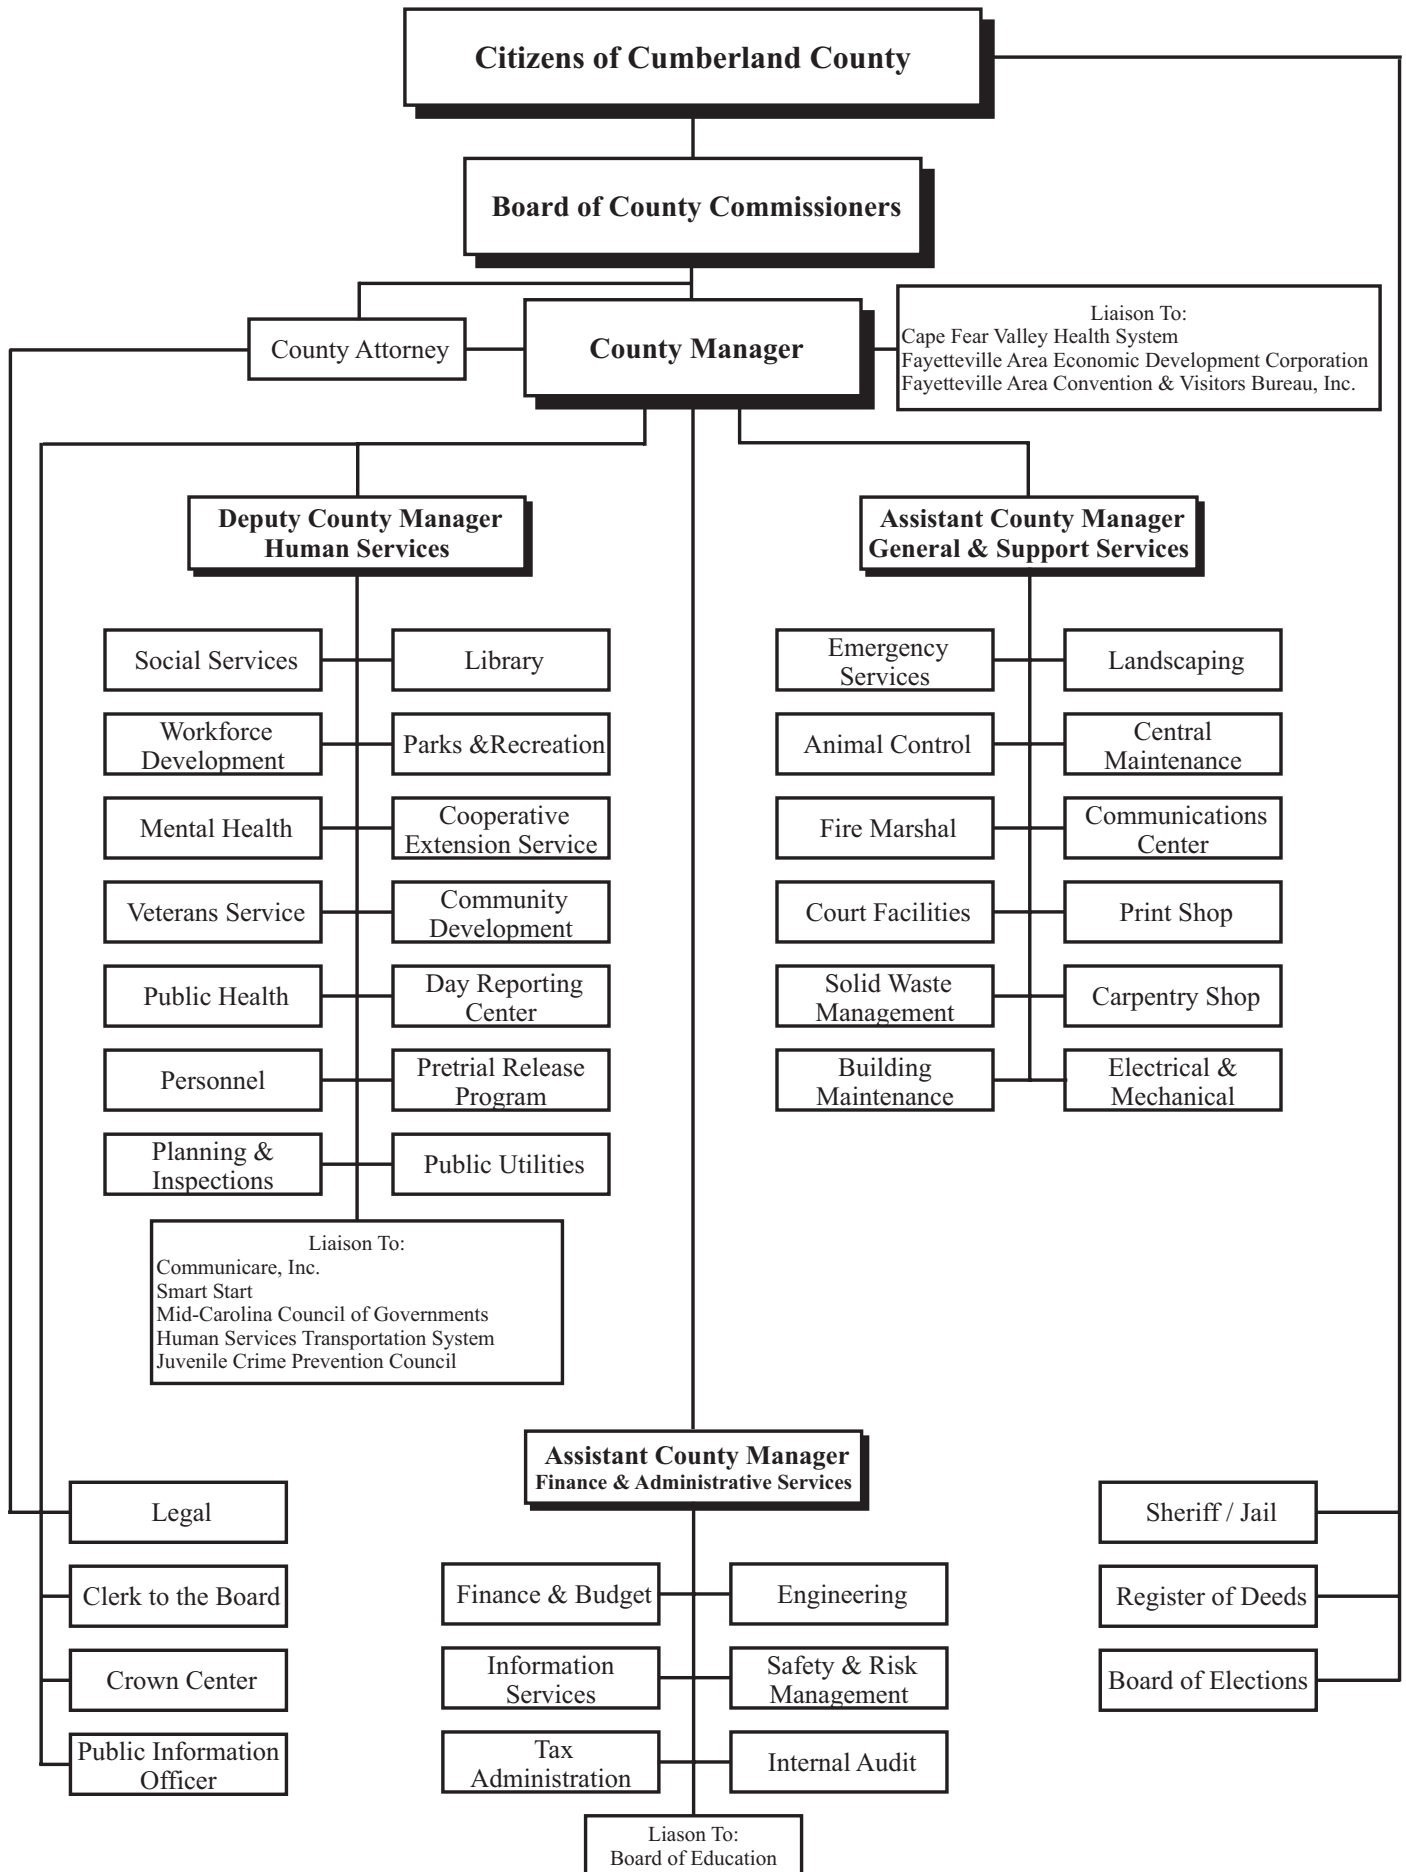 Citizens of Cumberland County
Board of County Commissioners
County Attorney
County Manager
Liaison To:
Cape Fear Valley Health System
Fayetteville Area Economic Development Corporation
Fayetteville Area Convention & Visitors Bureau, Inc.
Deputy County Manager
Human Services
Assistant County Manager
General & Support Services
Social Services
Library
Workforce
Development
Parks &Recreation
Mental Health
Cooperative
Extension Service
Veterans Service
Community
Development
Public Health
Day Reporting
Center
Personnel
Pretrial Release
Program
Planning &
Inspections
Public Utilities
Liaison To:
Communicare, Inc.
Smart Start
Mid-Carolina Council of Governments
Human Services Transportation System
Juvenile Crime Prevention Council
Emergency
Services
Landscaping
Animal Control
Central
Maintenance
Fire Marshal
Communications
Center
Court Facilities
Print Shop
Solid Waste
Management
Carpentry Shop
Building
Maintenance
Electrical &
Mechanical
Assistant County Manager
Finance & Administrative Services
Legal
Clerk to the Board
Crown Center
Public Information
Officer
Finance & Budget
Engineering
Information
Services
Safety & Risk
Management
Tax
Administration
Internal Audit
Liason To:
Board of Education
Sheriff / Jail
Register of Deeds
Board of Elections